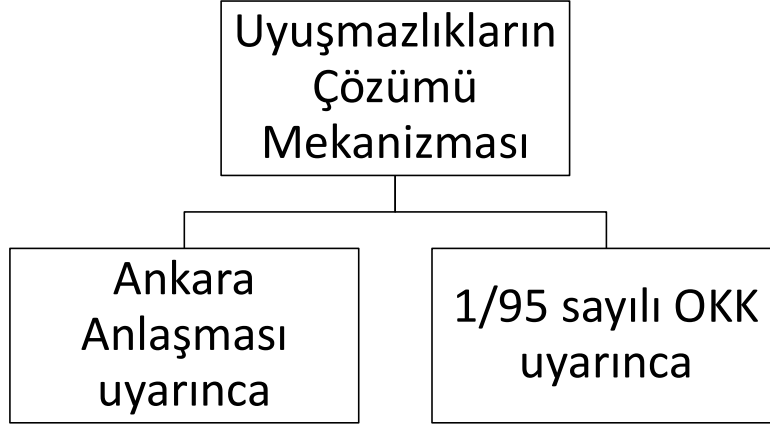 Uyuşmazlıkların
Çözümü
Mekanizması
Ankara
Anlaşması
uyarınca
1/95 sayılı OKK
uyarınca